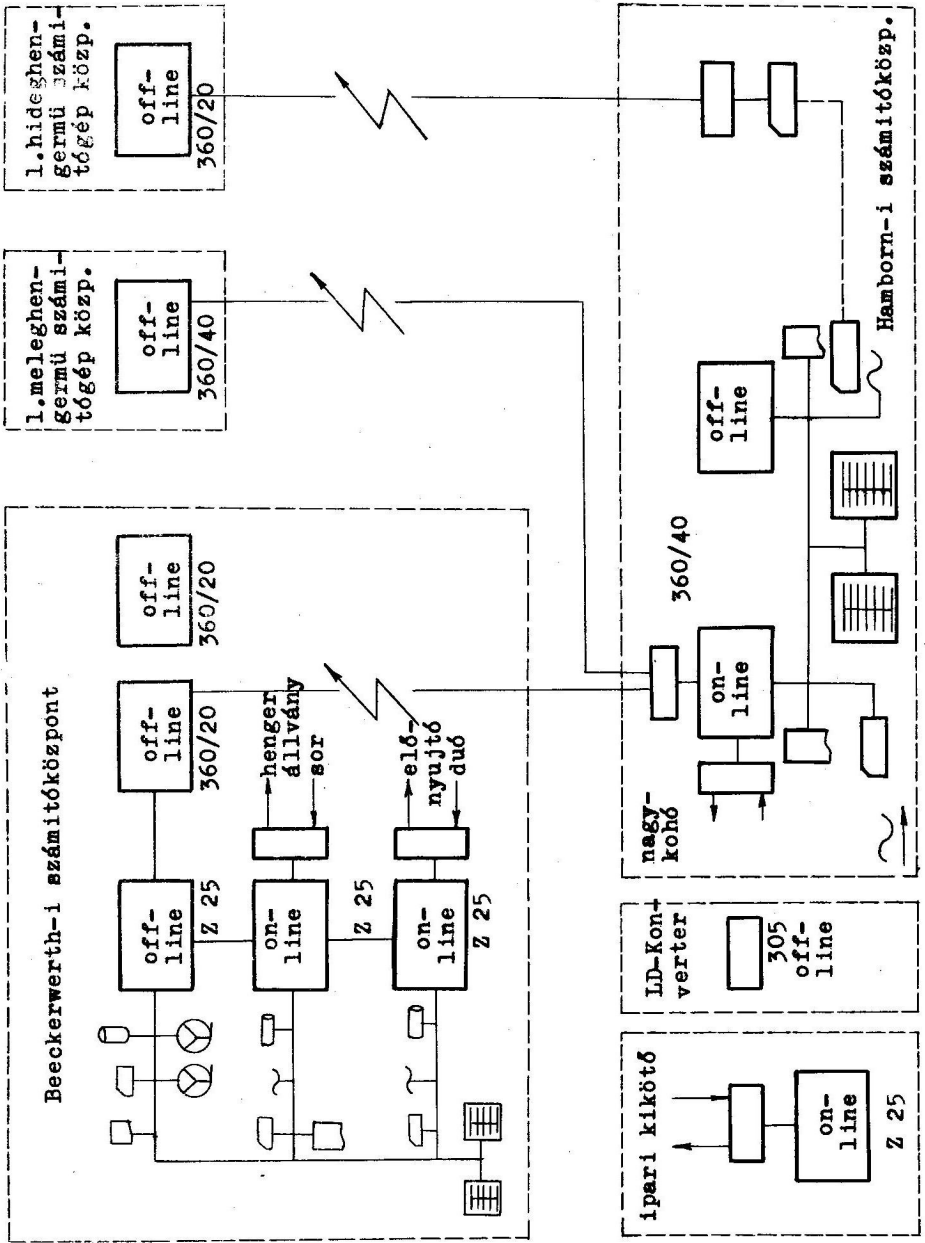 Beeckerwerth-i számitóközpont
off-
line
Z 25
off-
line
360/20
off-
line
360/20
on-
line
Z 25
henger
állvány
sor
on-
line
Z 25
elő-
nyujtó
duó
1.meleghen-
germü számi-
tógép közp.
off-
line
360/40
1.hideghen-
germü számi-
tógép közp.
off-
line
360/20
ipari kikötő
on-
line
Z 25
LD-Kon-
verter
305
off-
line
nagy-
kohó
on-
line
360/40
off-
line
Hamborn-i számitóközp.